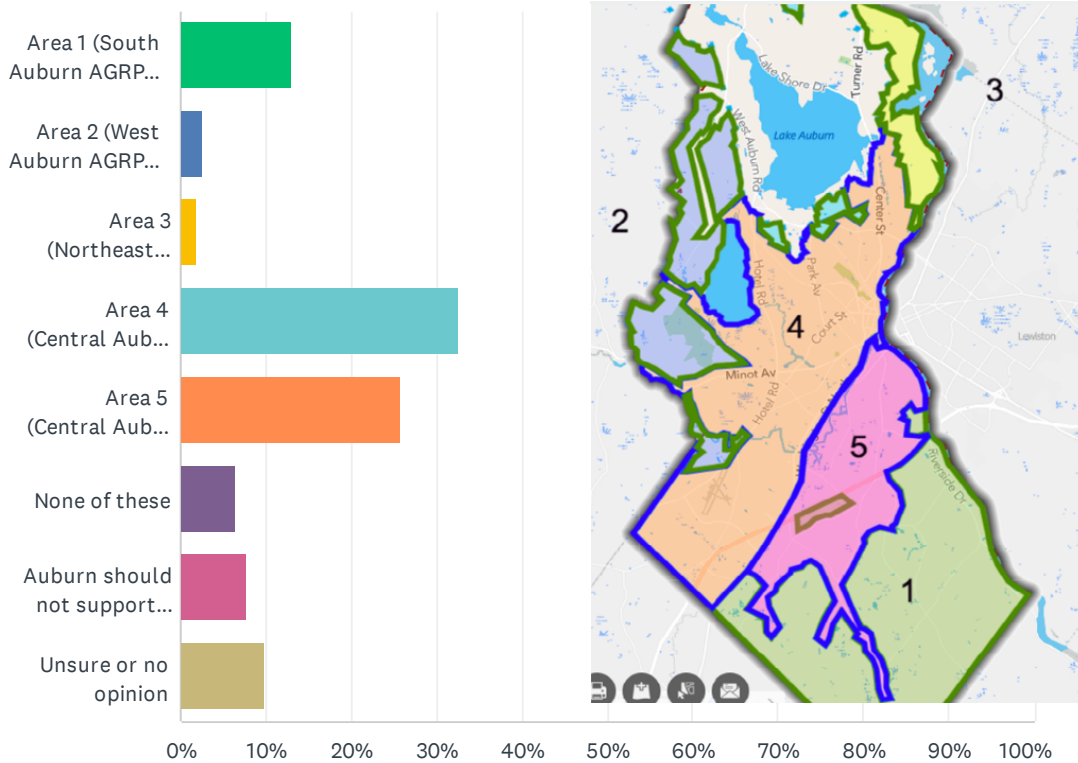 Area 1 (South
Auburn AGRP...
Area 2 (West
Auburn AGRP...
Area 3
(Northeast...
Area 4
(Central Aub...
Area 5
(Central Aub...
None of these
Auburn should
not support...
Unsure or no
opinion
0% 10% 20% 30% 40% 50% 60% 70% 80% 90% 100%
Lake Shore Dr
Turner Rd
3
Lake Auburn
West Auburn Rd
2
Center St
Hotel Rd
Park Av
4
Court St
Lewiston
Minot Av
Hotel Rd
5
Riverside Dr
1